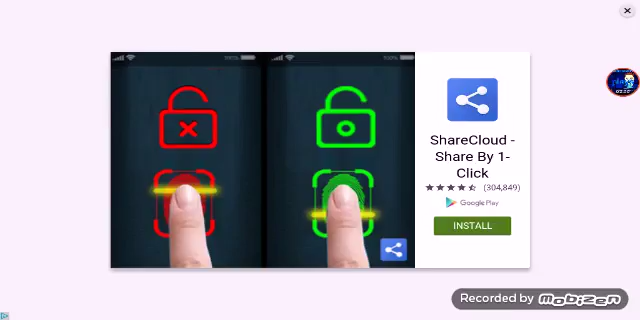 ShareCloud -
Share By 1-
Click
(304,849)
Google Play
INSTALL
Recorded by mobizen